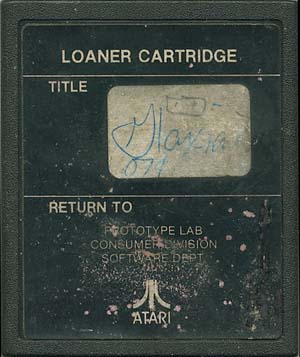 LOANER CARTRIDGE
TITLE
RETURN TO
PROTOTYPE LAB
CONSUMER DIVISION
SOFTWARE DEPT
ATARI